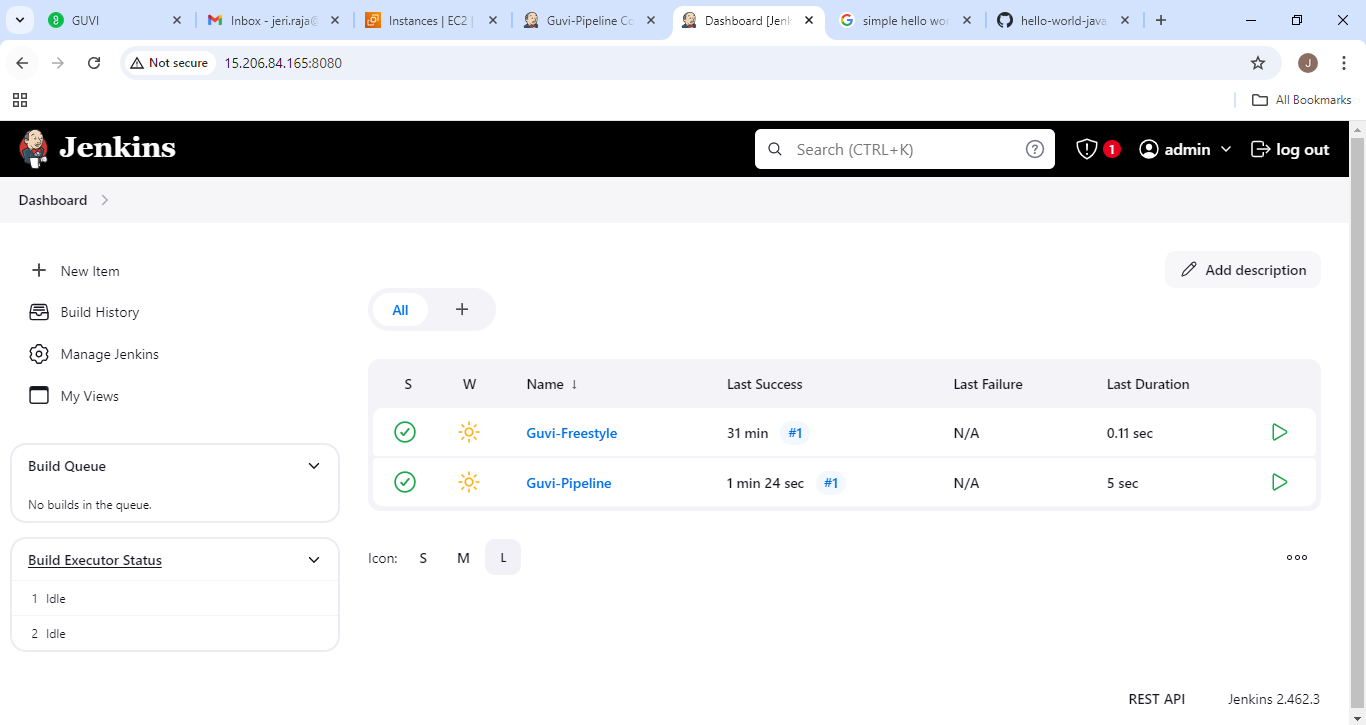 GUVI
Inbox - jeri.raja@
Instances | EC2 |
Guvi-Pipeline Co
Dashboard [Jenk
simple hello wor
hello-world-java
Not secure
15.206.84.165:8080
J
All Bookmarks
Jenkins
Search (CTRL+K)
?
1
admin
log out
Dashboard
New Item
Build History
Manage Jenkins
My Views
Build Queue
No builds in the queue.
Build Executor Status
1 Idle
2 Idle
Add description
All +
S W Name ↓ Last Success Last Failure Last Duration
Guvi-Freestyle 31 min #1 N/A 0.11 sec
Guvi-Pipeline 1 min 24 sec #1 N/A 5 sec
Icon: S M L
REST API Jenkins 2.462.3